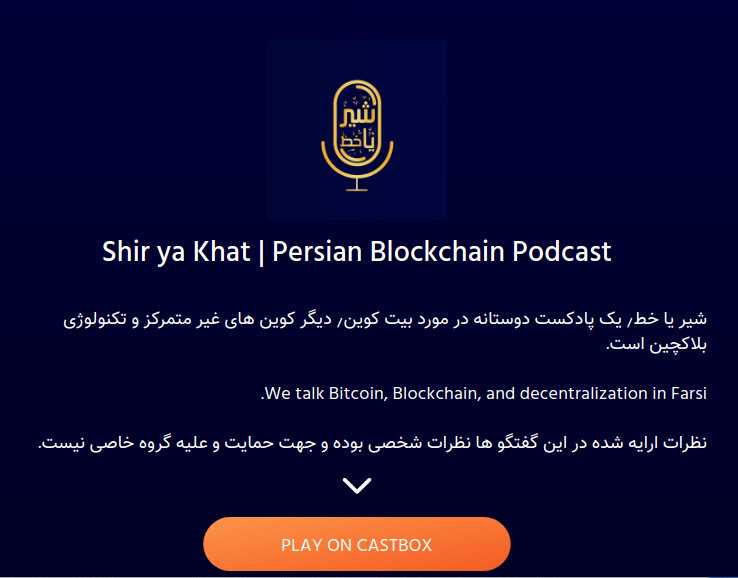 شیر
یا خط
Shir ya Khat | Persian Blockchain Podcast
شیر یا خط٫ یک پادکست دوستانه در مورد بیت کوین٫ دیگر کوین های غیر متمرکز و تکنولوژی
بلاکچین است.
We talk Bitcoin, Blockchain, and decentralization in Farsi.
نظرات ارایه شده در این گفتگو ها نظرات شخصی بوده و جهت حمایت و علیه گروه خاصی نیست.
PLAY ON CASTBOX